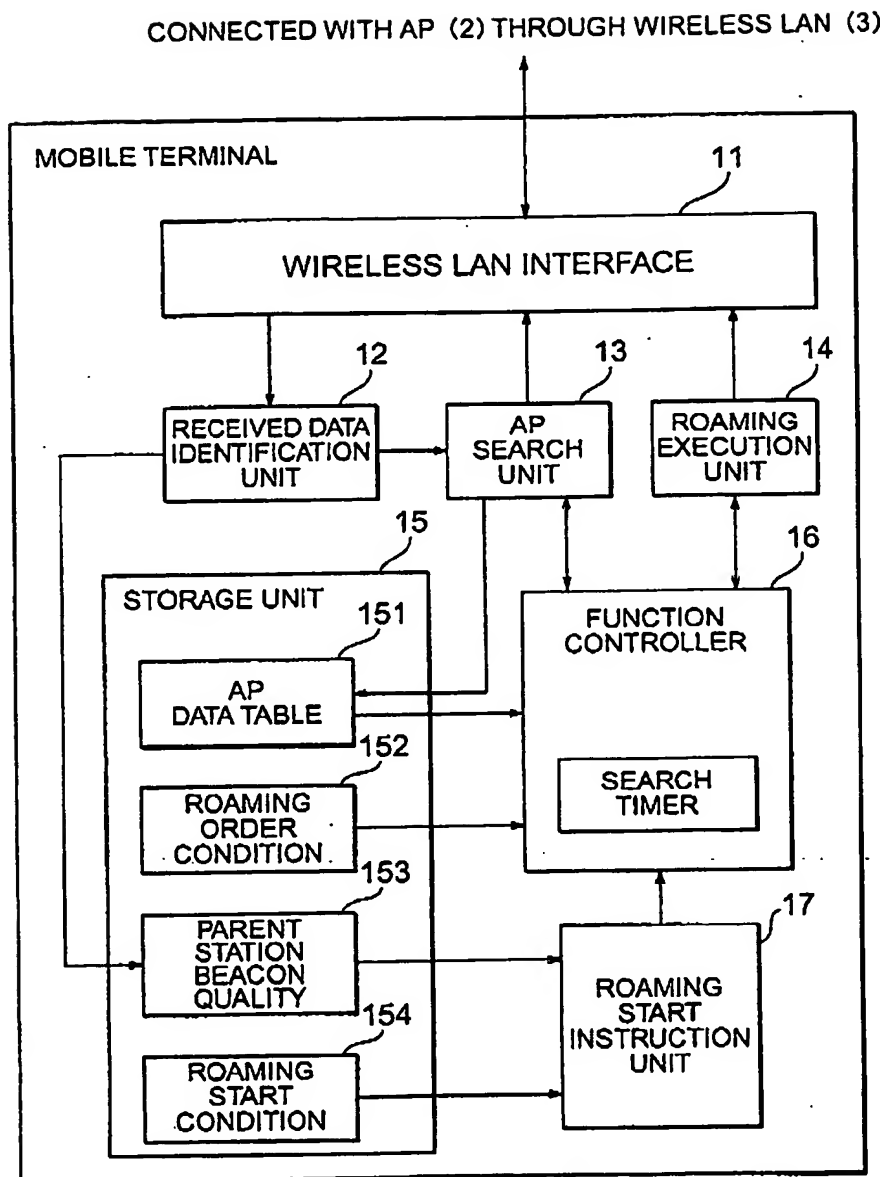 CONNECTED WITH AP (2) THROUGH WIRELESS LAN (3)
MOBILE TERMINAL
11
WIRELESS LAN INTERFACE
12
RECEIVED DATA
IDENTIFICATION
UNIT
13
AP
SEARCH
UNIT
14
ROAMING
EXECUTION
UNIT
15
STORAGE UNIT
151
AP
DATA TABLE
16
FUNCTION
CONTROLLER
SEARCH
TIMER
152
ROAMING
ORDER
CONDITION
153
PARENT
STATION
BEACON
QUALITY
17
ROAMING
START
INSTRUCTION
UNIT
154
ROAMING
START
CONDITION